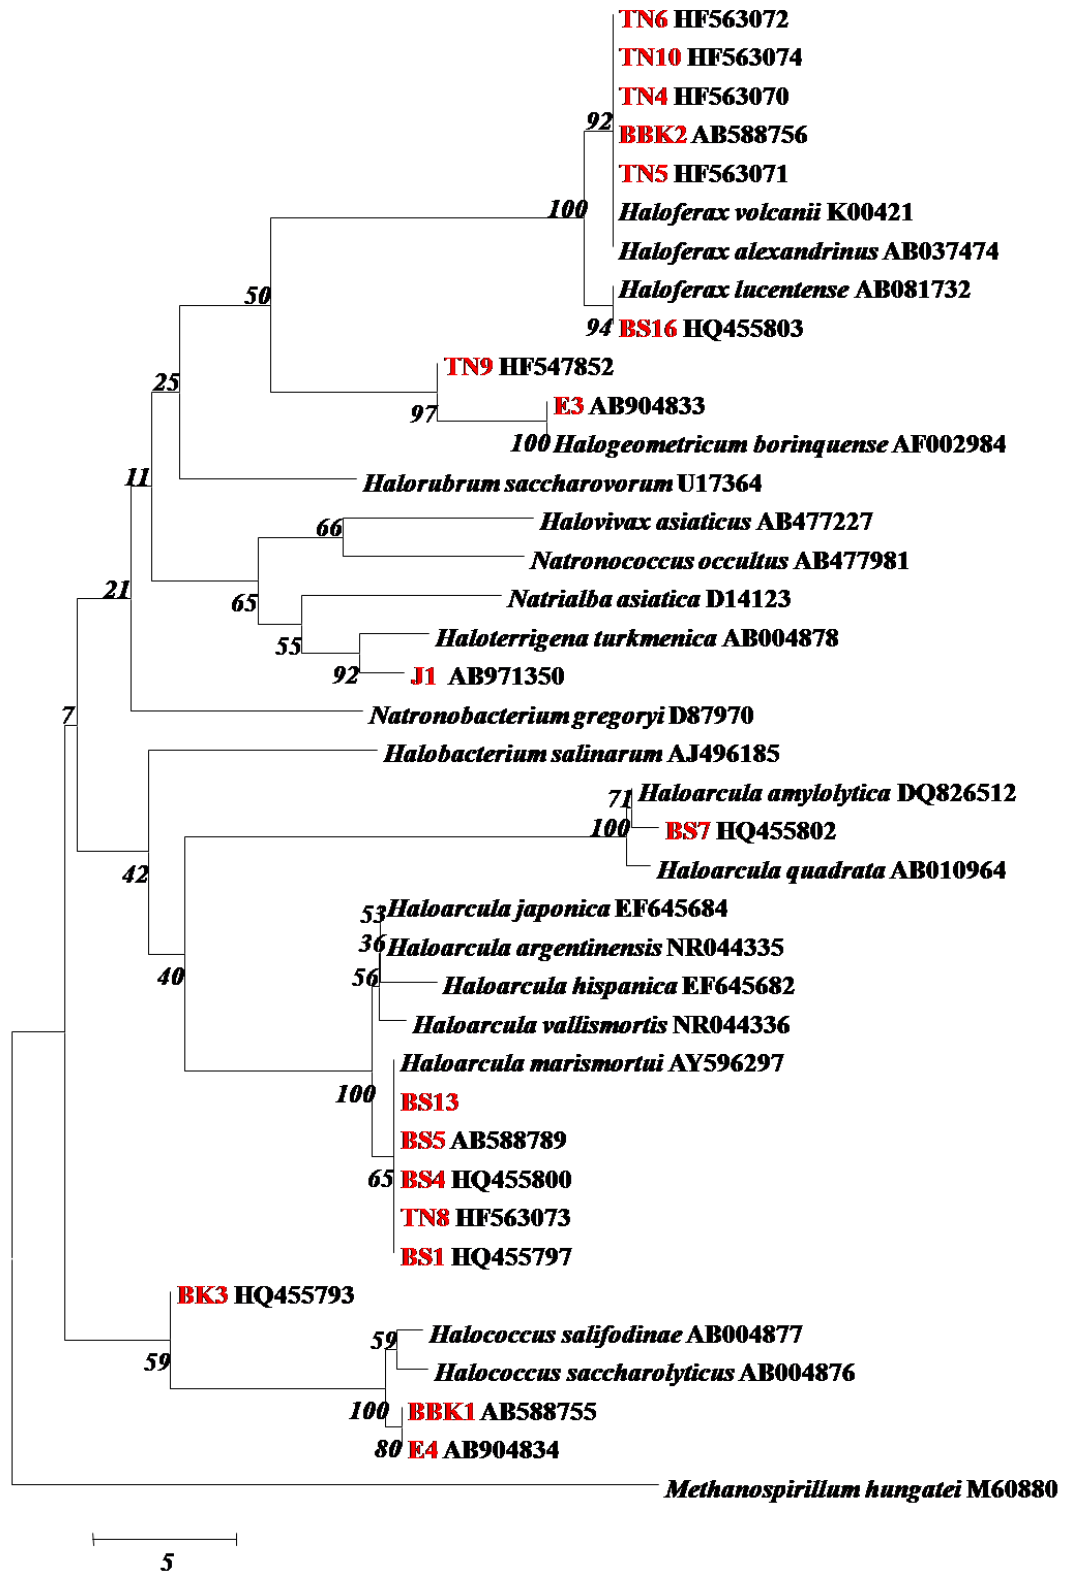 TN6 HF563072
TN10 HF563074
TN4 HF563070
92
BBK2 AB588756
TN5 HF563071
100
Haloferax volcanii K00421
Haloferax alexandrinus AB037474
50
Haloferax lucentense AB081732
94 BS16 HQ455803
TN9 HF547852
25
97
E3 AB904833
100 Halogeometricum borinquense AF002984
11
Halorubrum saccharovorum U17364
66
Halovivax asiaticus AB477227
Natronococcus occultus AB477981
21
65
Natrialba asiatica D14123
55
Haloterrigena turkmenica AB004878
92
J1 AB971350
7
Natronobacterium gregoryi D87970
Halobacterium salinarum AJ496185
71 Haloarcula amylolytica DQ826512
100
BS7 HQ455802
42
Haloarcula quadrata AB010964
53 Haloarcula japonica EF645684
36 Haloarcula argentinensis NR044335
40
56
Haloarcula hispanica EF645682
Haloarcula vallismortis NR044336
Haloarcula marismortui AY596297
100
BS13
BS5 AB588789
65 BS4 HQ455800
TN8 HF563073
BS1 HQ455797
BK3 HQ455793
59
59
Halococcus salifodinae AB004877
Halococcus saccharolyticus AB004876
100 BBK1 AB588755
80 E4 AB904834
Methanospirillum hungatei M60880
5